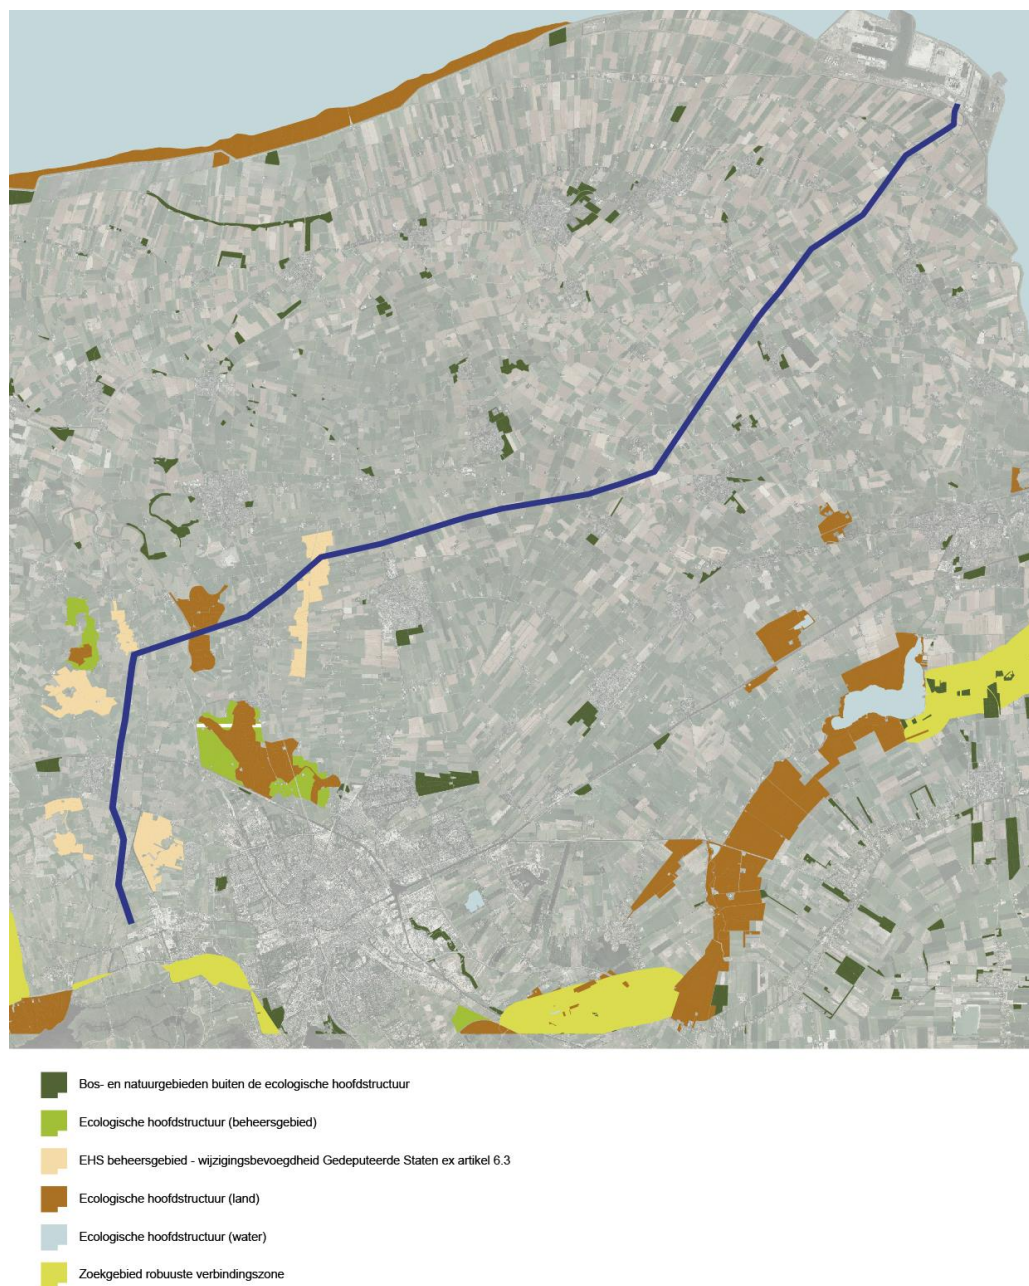 Bos- en natuurgebieden buiten de ecologische hoofdstructuur
Ecologische hoofdstructuur (beheersgebied)
EHS beheersgebied - wijzigingsbevoegdheid Gedeputeerde Staten ex artikel 6.3
Ecologische hoofdstructuur (land)
Ecologische hoofdstructuur (water)
Zoekgebied robuuste verbindingszone